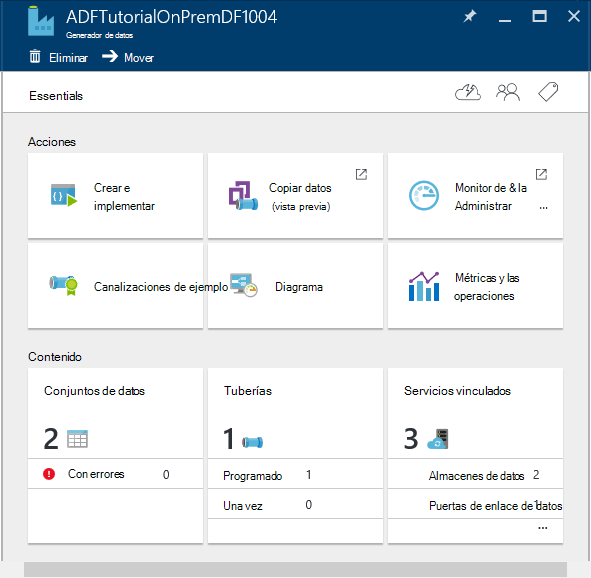 ADFTutorialOnPremDF1004
Generador de datos
Eliminar Mover
Essentials
Acciones
Crear e
implementar
Copiar datos
(vista previa)
Monitor de & la
Administrar ...
Canalizaciones de ejemplo
Diagrama
Métricas y las
operaciones
Contenido
Conjuntos de datos
2
Con errores 0
Tuberías
1
Programado 1
Una vez 0
Servicios vinculados
3
Almacenes de datos 2
Puertas de enlace de datos 1
...